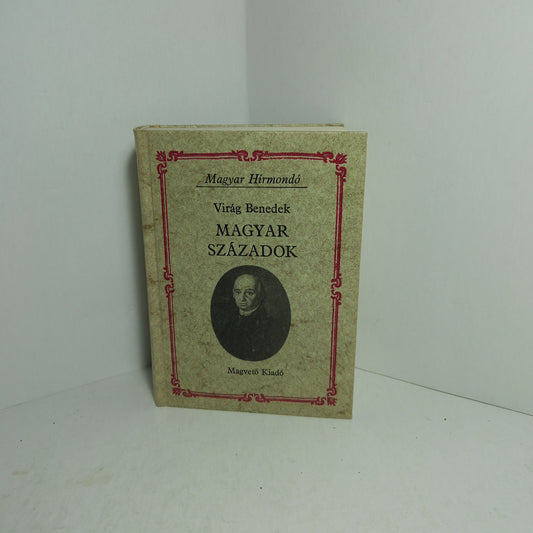 Magyar Hírmondó
Virág Benedek
MAGYAR
SZÁZADOK
Magvető Kiadó